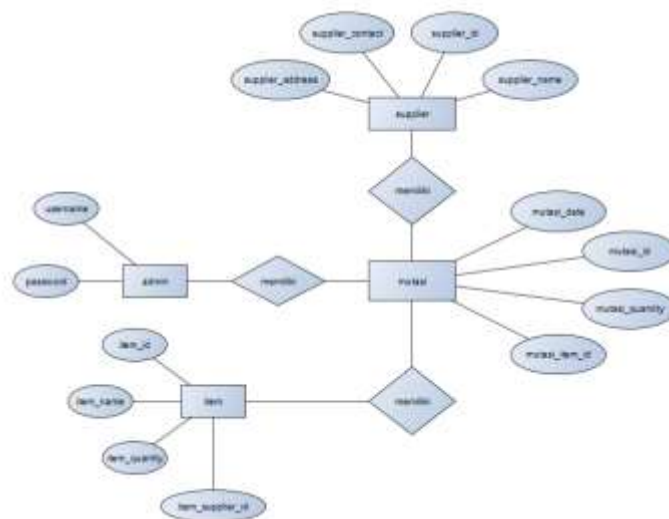 supplier_contact
supplier_id
supplier_address
supplier_name
supplier
memiliki
username
mutasi_date
mutasi_id
password
admin
memiliki
mutasi
mutasi_quantity
item_id
mutasi_item_id
item_name
item
memiliki
item_quantity
item_supplier_id